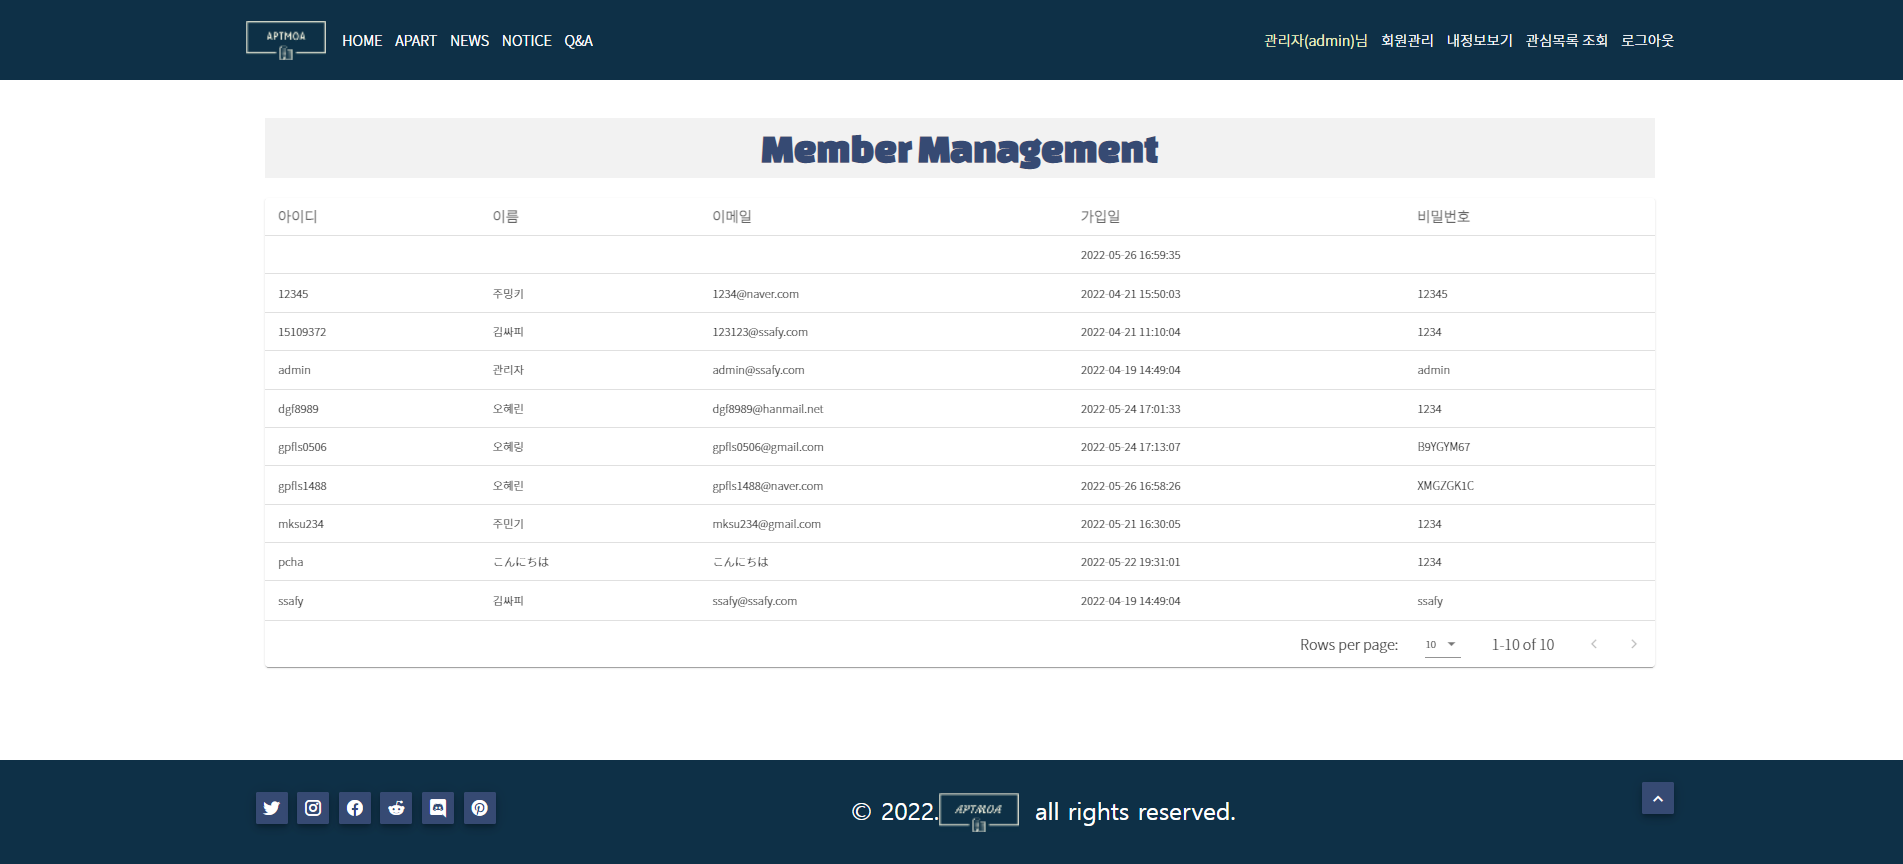 APTMOA HOME APART NEWS NOTICE Q&A 관리자(admin)님 회원관리 내정보보기 관심목록 조회 로그아웃
Member Management
아이디 이름 이메일 가입일 비밀번호
2022-05-26 16:59:35
12345 주밍키 1234@naver.com 2022-04-21 15:50:03 12345
15109372 김싸피 123123@ssafy.com 2022-04-21 11:10:04 1234
admin 관리자 admin@ssafy.com 2022-04-19 14:49:04 admin
dgf8989 오혜린 dgf8989@hanmail.net 2022-05-24 17:01:33 1234
gpfls0506 오혜링 gpfls0506@gmail.com 2022-05-24 17:13:07 B9YGYM67
gpfls1488 오혜린 gpfls1488@naver.com 2022-05-26 16:58:26 XMGZGK1C
mksu234 주민기 mksu234@gmail.com 2022-05-21 16:30:05 1234
pcha こんにちは こんにちは 2022-05-22 19:31:01 1234
ssafy 김싸피 ssafy@ssafy.com 2022-04-19 14:49:04 ssafy
Rows per page: 10 1-10 of 10
© 2022. APTMOA all rights reserved.